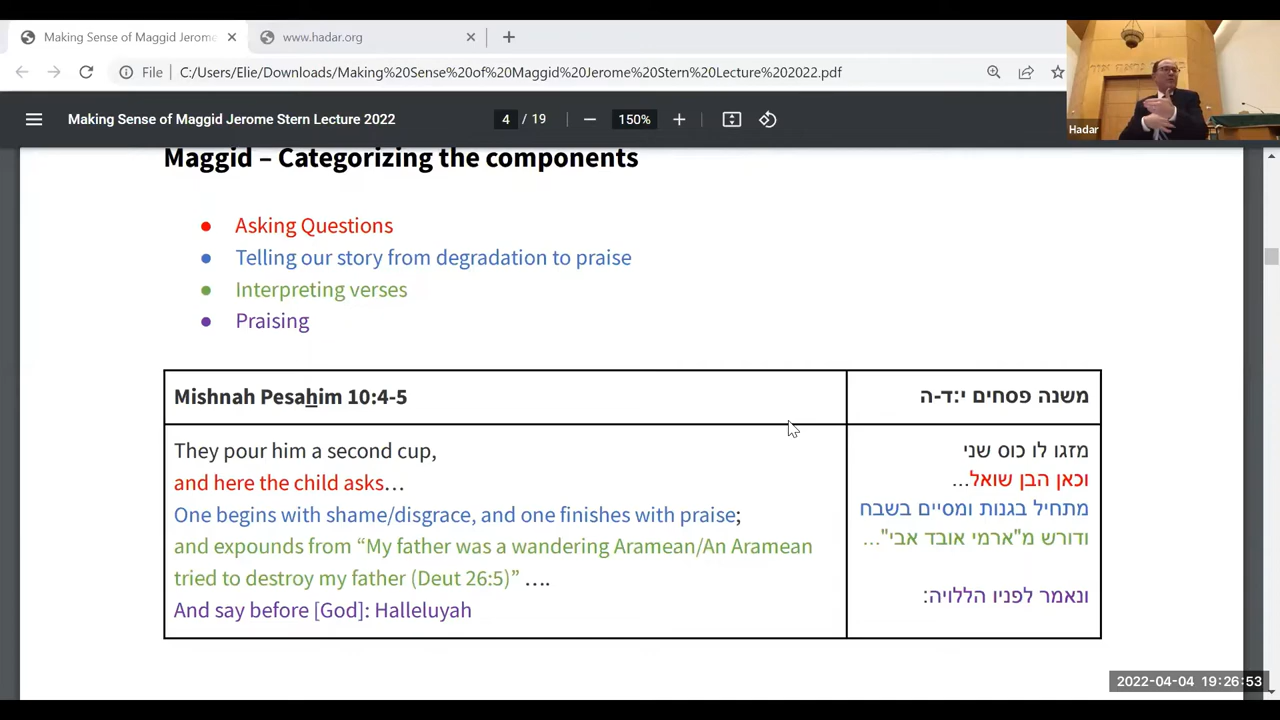 Making Sense of Maggid Jerome
www.hadar.org
File C:/Users/Elie/Downloads/Making%20Sense%20of%20Maggid%20Jerome%20Stern%20Lecture%202022.pdf
Hadar
Making Sense of Maggid Jerome Stern Lecture 2022
4 / 19
150%
Maggid – Categorizing the components
● Asking Questions
● Telling our story from degradation to praise
● Interpreting verses
● Praising
Mishnah Pesahim 10:4-5
משנה פסחים י:ד-ה
They pour him a second cup,
and here the child asks…
One begins with shame/disgrace, and one finishes with praise;
and expounds from “My father was a wandering Aramean/An Aramean
tried to destroy my father (Deut 26:5)” ….
And say before [God]: Halleluyah
מזגו לו כוס שני
וכאן הבן שואל...
מתחיל בגנות ומסיים בשבח
ודורש מ"ארמי אובד אבי"...
ונאמר לפניו הללויה:
2022-04-04 19:26:53